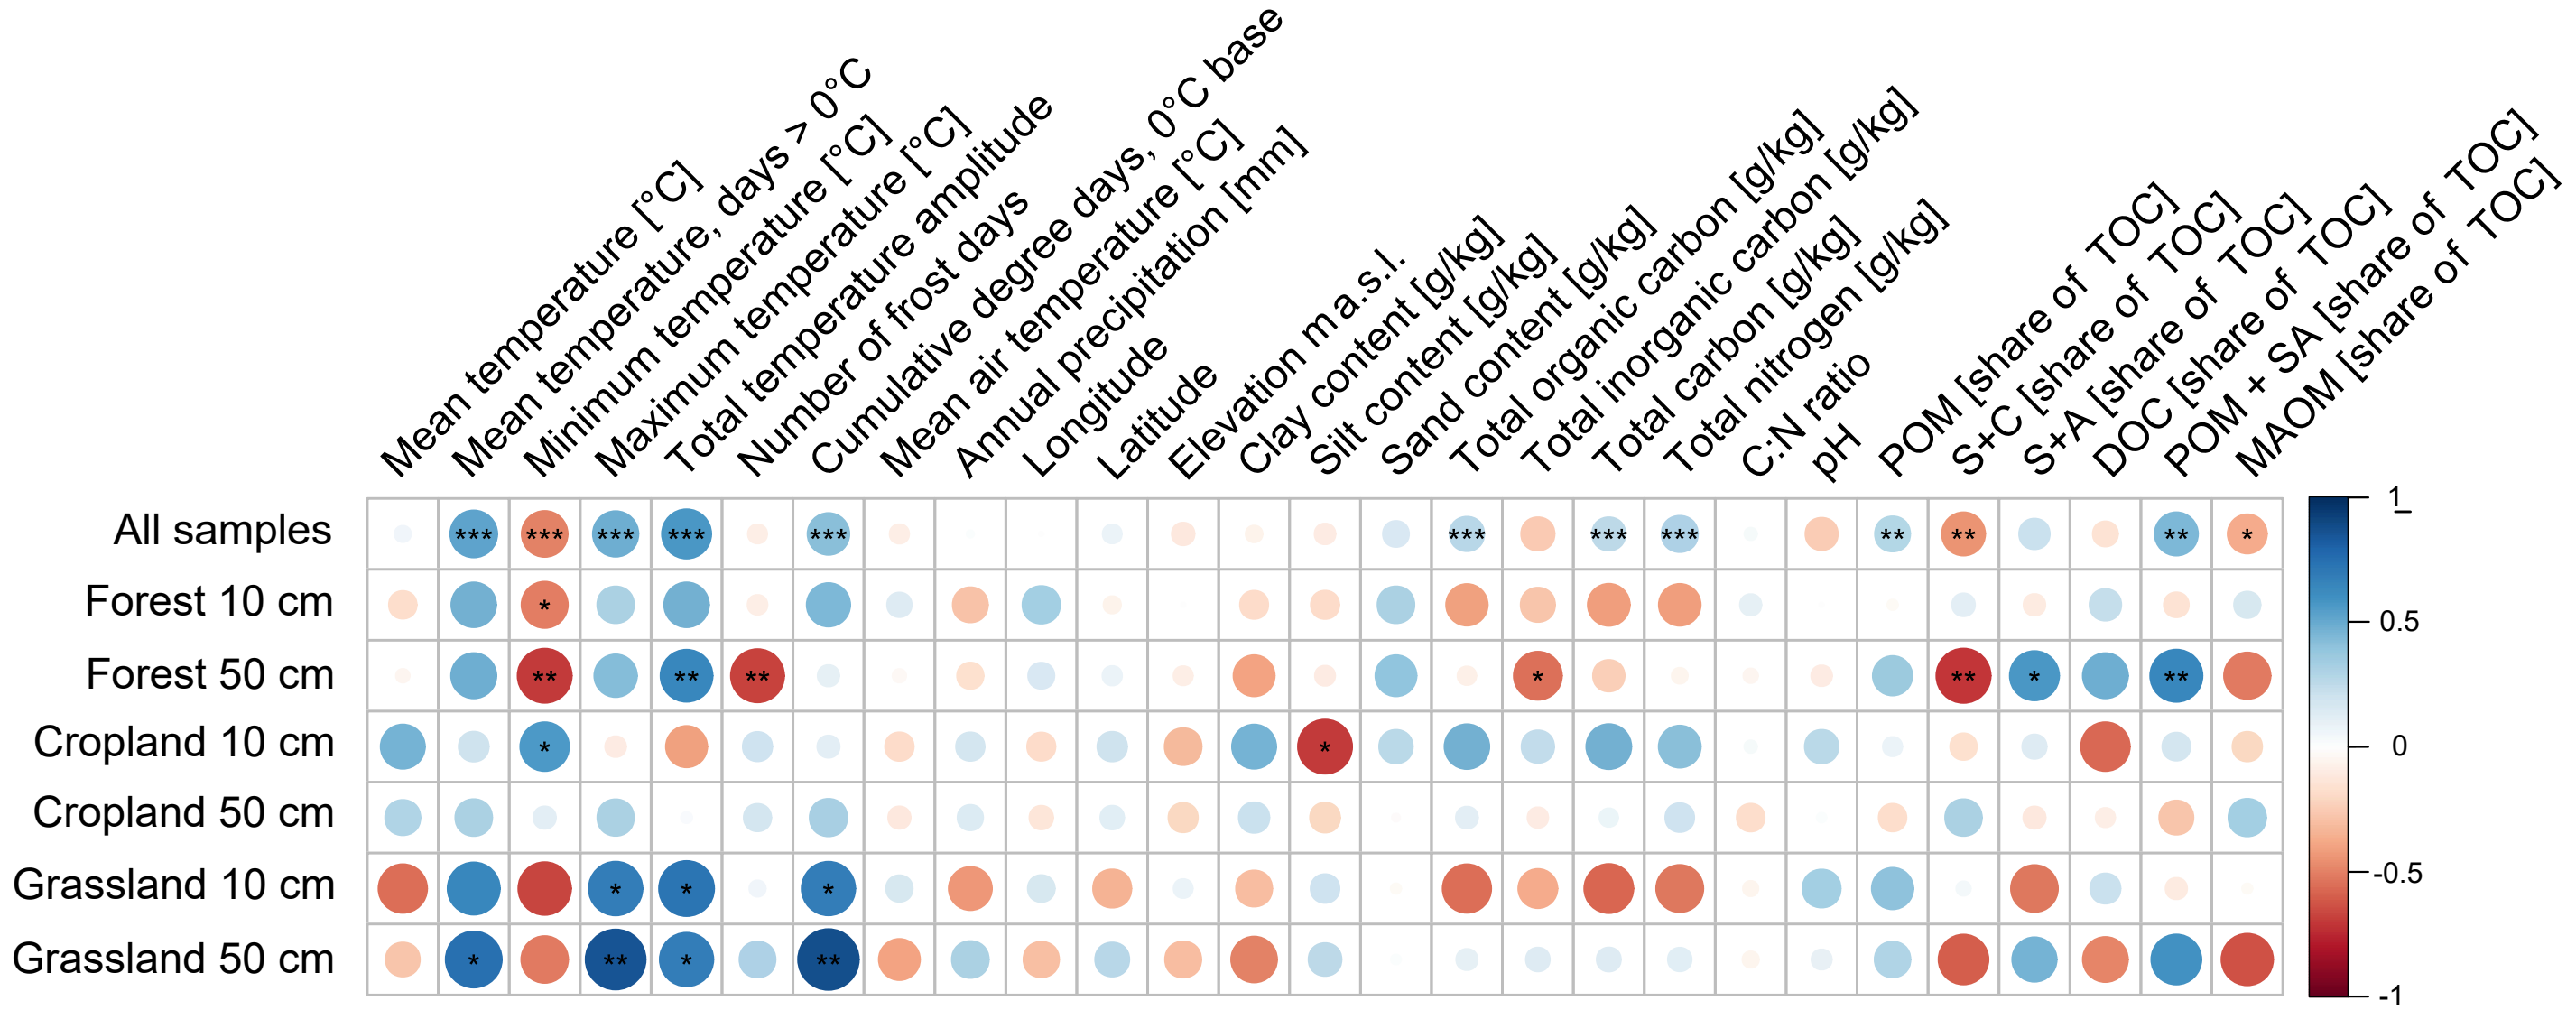 Mean temperature [°C]
Mean temperature, days > 0°C
Minimum temperature [°C]
Maximum temperature [°C]
Total temperature amplitude
Number of frost days
Cumulative degree days, 0°C base
Mean air temperature [°C]
Annual precipitation [mm]
Longitude
Latitude
Elevation m a.s.l.
Clay content [g/kg]
Silt content [g/kg]
Sand content [g/kg]
Total organic carbon [g/kg]
Total inorganic carbon [g/kg]
Total carbon [g/kg]
Total nitrogen [g/kg]
C:N ratio
pH
POM [share of TOC]
S+C [share of TOC]
S+A [share of TOC]
DOC [share of TOC]
POM + SA [share of TOC]
MAOM [share of TOC]
All samples *** *** *** *** *** *** *** *** ** ** ** *
Forest 10 cm *
Forest 50 cm ** ** ** * ** * **
Cropland 10 cm * *
Cropland 50 cm
Grassland 10 cm * * *
Grassland 50 cm * ** * **
1
0.5
0
-0.5
-1